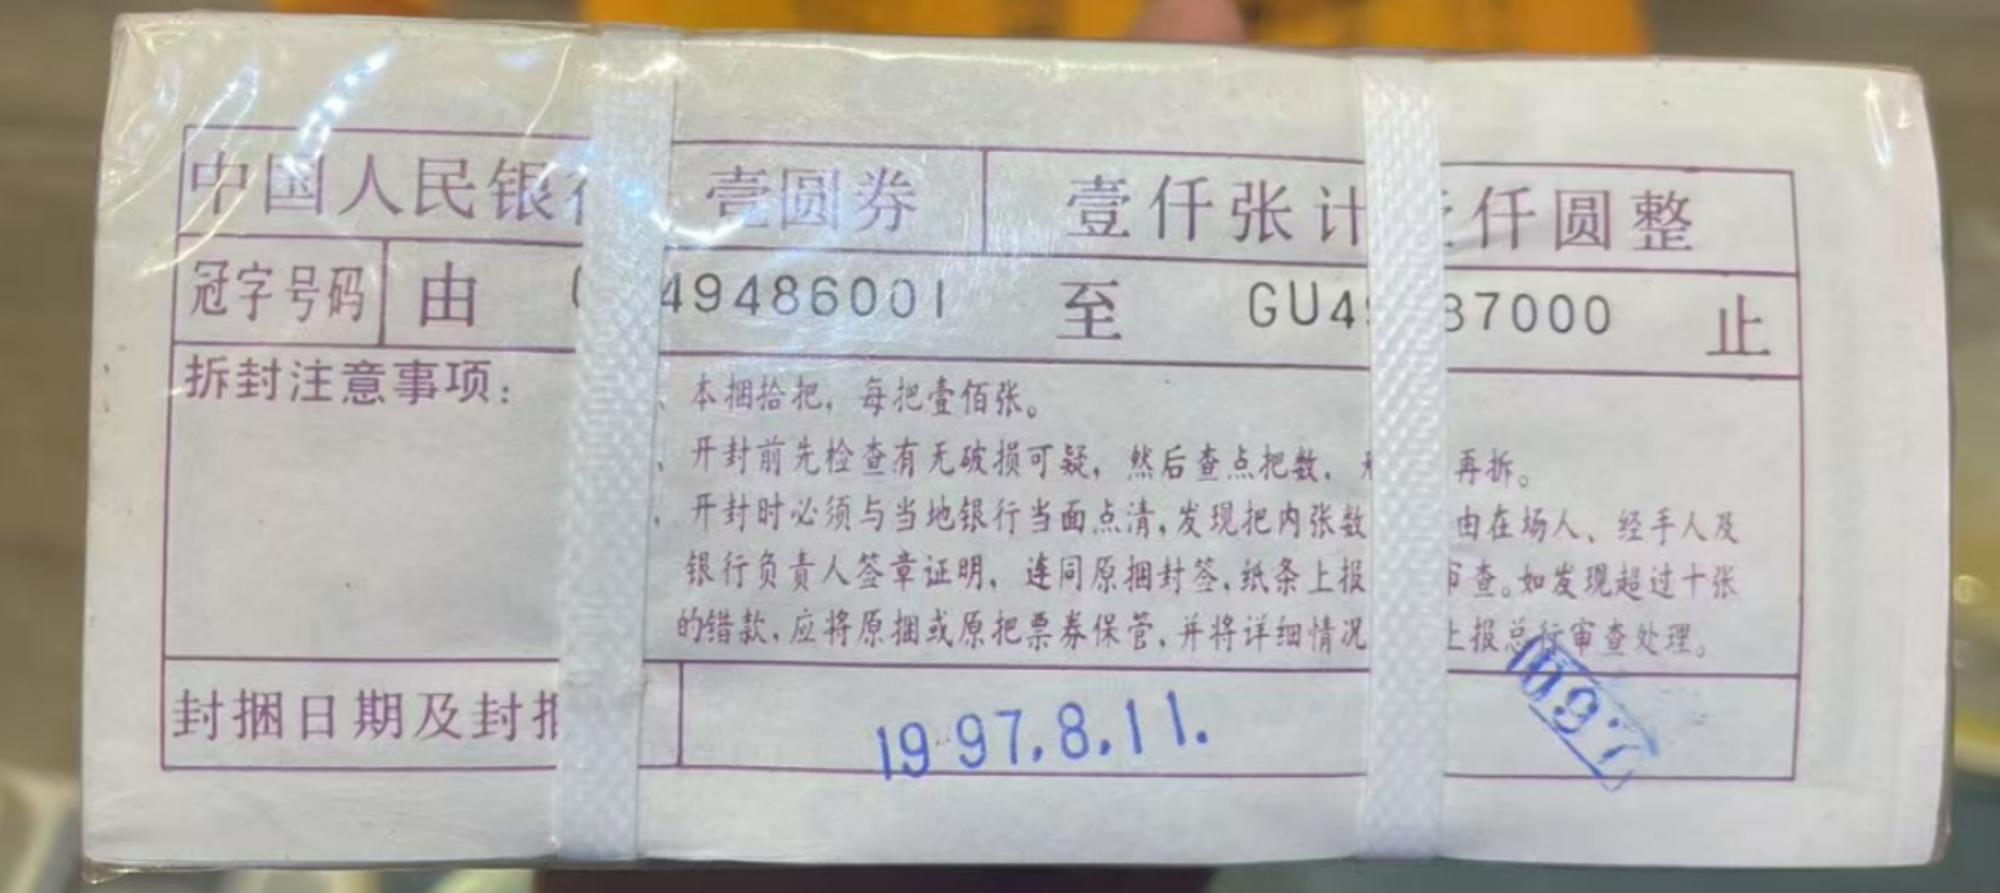 中国人民银 壹圆券 壹仟张计 仟圆整
冠字号码 由 49486001 至 GU4 87000 止
拆封注意事项： 、本捆拾把，每把壹佰张。
、开封前先检查有无破损可疑，然后查点把数， 再拆。
、开封时必须与当地银行当面点清，发现把内张数 由在场人、经手人及
银行负责人签章证明，连同原捆封签，纸条上报 查。如发现超过十张
的错款，应将原捆或原把票券保管，并将详细情况 上报总行审查处理。
封捆日期及封 1997.8.11.
097